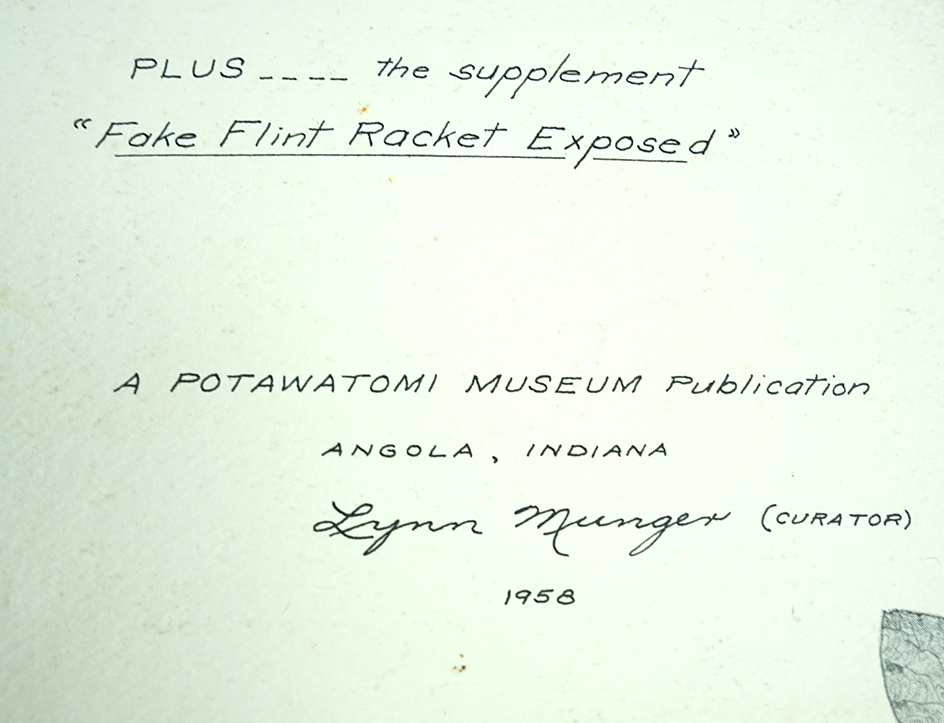 PLUS ---- the supplement
“Fake Flint Racket Exposed”
A POTAWATOMI MUSEUM Publication
ANGOLA, INDIANA
Lynn Munger (CURATOR)
1958